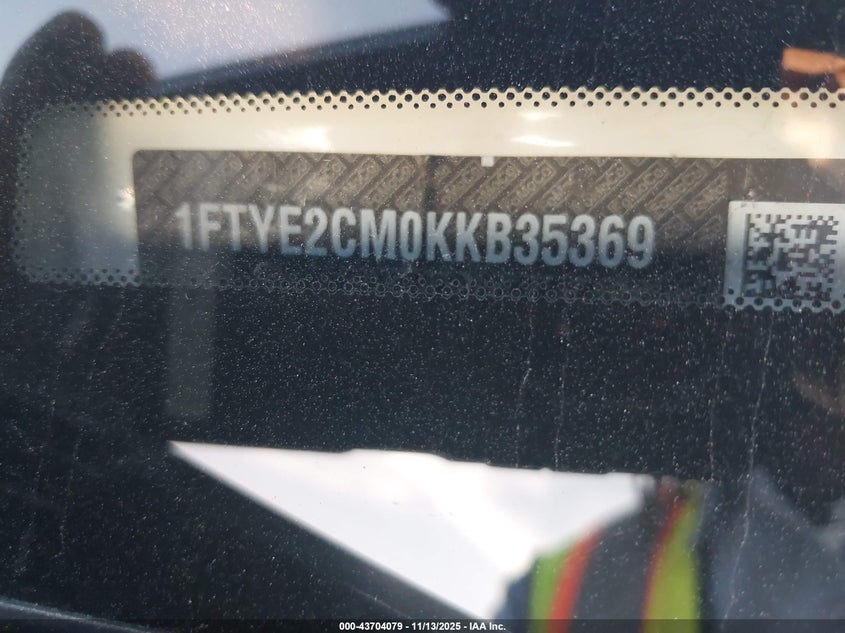 1FTYE2CM0KKB35369
000-43704079 - 11/13/2025 - IAA Inc.